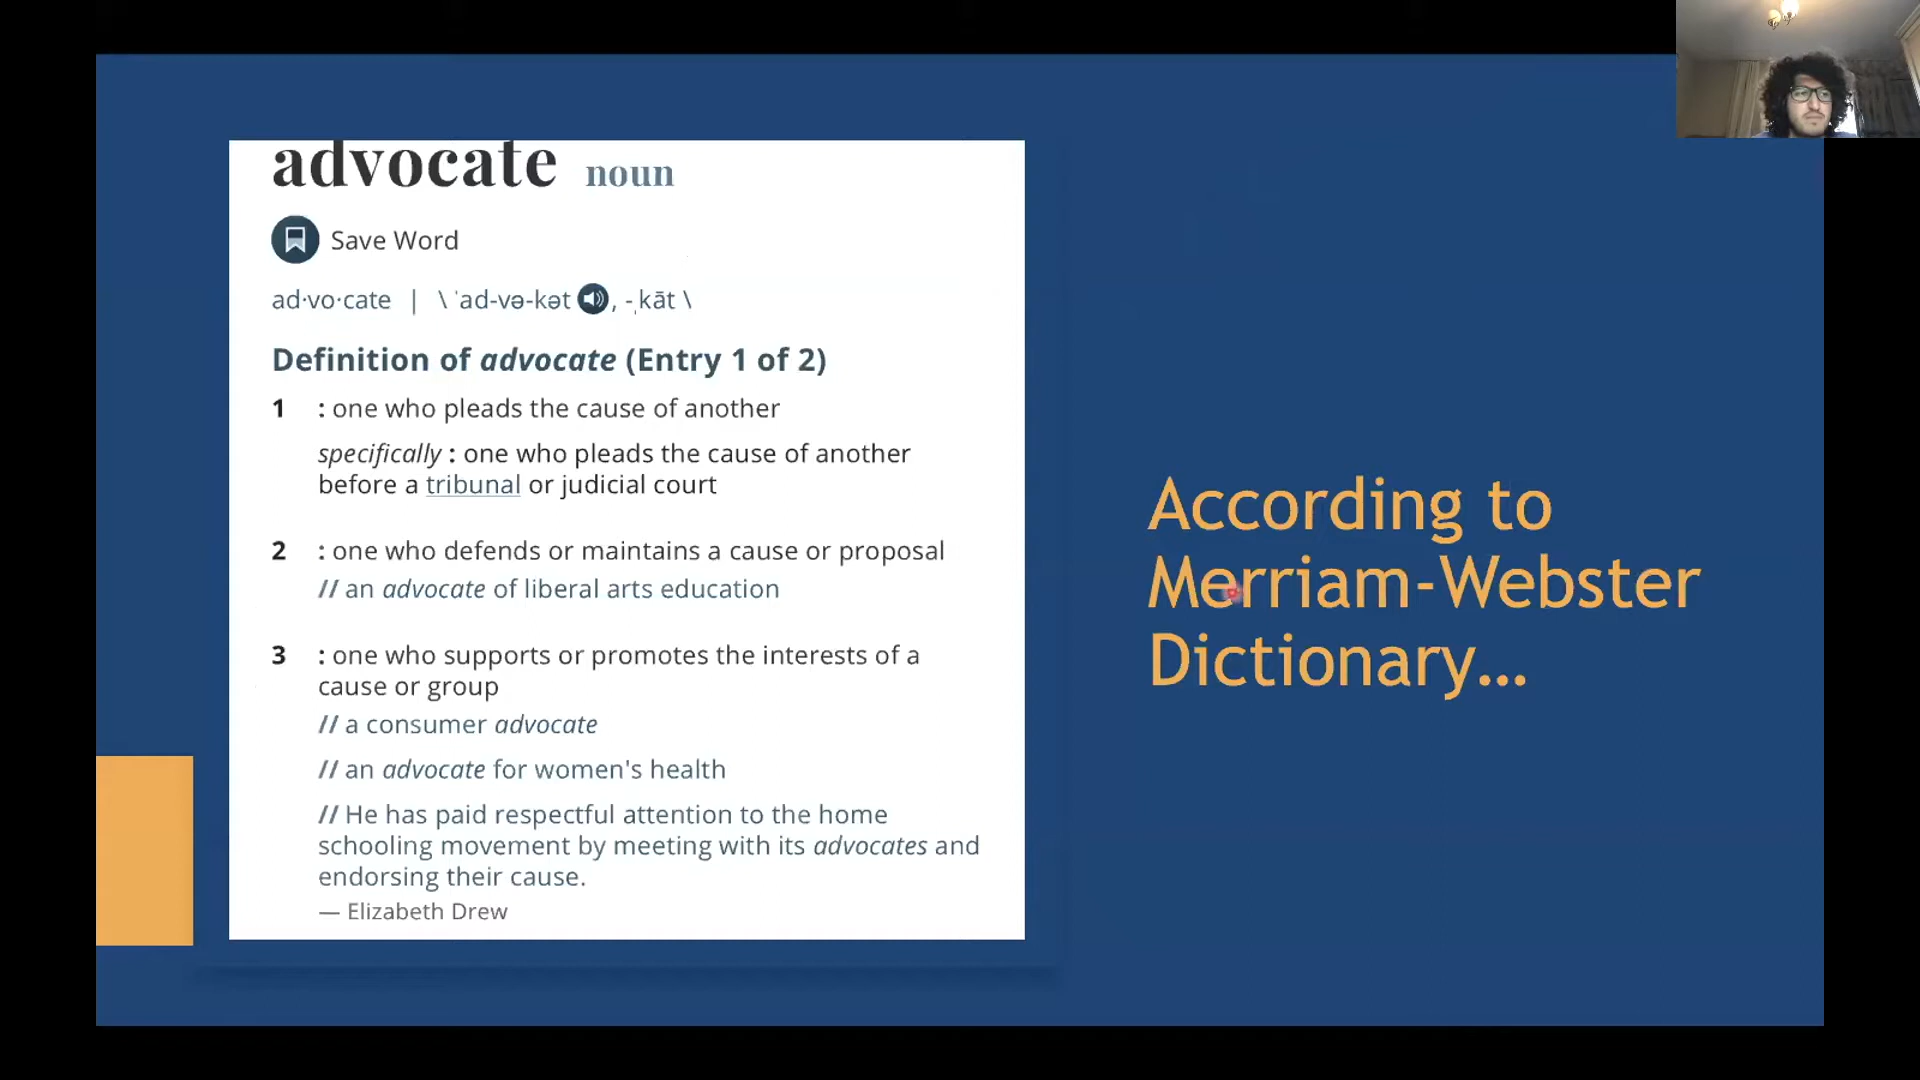 advocate noun
Save Word
ad·vo·cate | \ ˈad-və-kət , -ˌkāt \
Definition of advocate (Entry 1 of 2)
1 : one who pleads the cause of another
specifically : one who pleads the cause of another
before a tribunal or judicial court
2 : one who defends or maintains a cause or proposal
// an advocate of liberal arts education
3 : one who supports or promotes the interests of a
cause or group
// a consumer advocate
// an advocate for women's health
// He has paid respectful attention to the home
schooling movement by meeting with its advocates and
endorsing their cause.
— Elizabeth Drew
According to
Merriam-Webster
Dictionary...